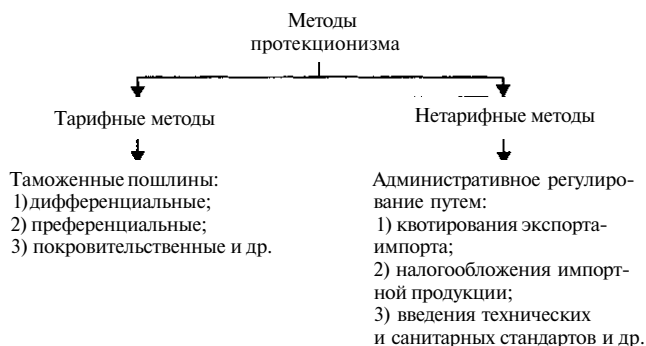 Методы
протекционизма
Тарифные методы
Нетарифные методы
Таможенные пошлины:
1) дифференциальные;
2) преференциальные;
3) покровительственные и др.
Административное регулиро-
вание путем:
1) квотирования экспорта-
импорта;
2) налогообложения импорт-
ной продукции;
3) введения технических
и санитарных стандартов и др.